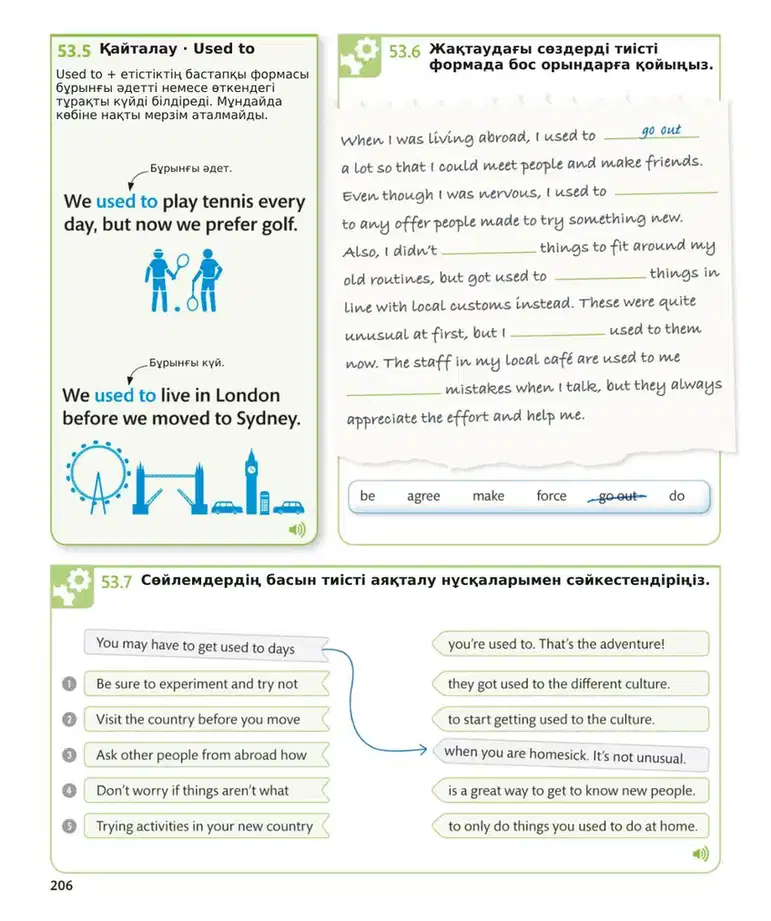 53.5 Қайталау · Used to
Used to + етістіктің бастапқы формасы
бұрынғы әдетті немесе өткендегі
тұрақты күйді білдіреді. Мұндайда
көбіне нақты мерзім аталмайды.
Бұрынғы әдет.
We used to play tennis every
day, but now we prefer golf.
Бұрынғы күй.
We used to live in London
before we moved to Sydney.
53.6 Жақтаудағы сөздерді тиісті
формада бос орындарға қойыңыз.
When I was living abroad, I used to go out
a lot so that I could meet people and make friends.
Even though I was nervous, I used to
to any offer people made to try something new.
Also, I didn't things to fit around my
old routines, but got used to things in
line with local customs instead. These were quite
unusual at first, but I used to them
now. The staff in my local café are used to me
mistakes when I talk, but they always
appreciate the effort and help me.
be agree make force go out do
53.7 Сөйлемдердің басын тиісті аяқталу нұсқаларымен сәйкестендіріңіз.
You may have to get used to days
1 Be sure to experiment and try not
2 Visit the country before you move
3 Ask other people from abroad how
4 Don't worry if things aren't what
5 Trying activities in your new country
you're used to. That's the adventure!
they got used to the different culture.
to start getting used to the culture.
when you are homesick. It's not unusual.
is a great way to get to know new people.
to only do things you used to do at home.
206